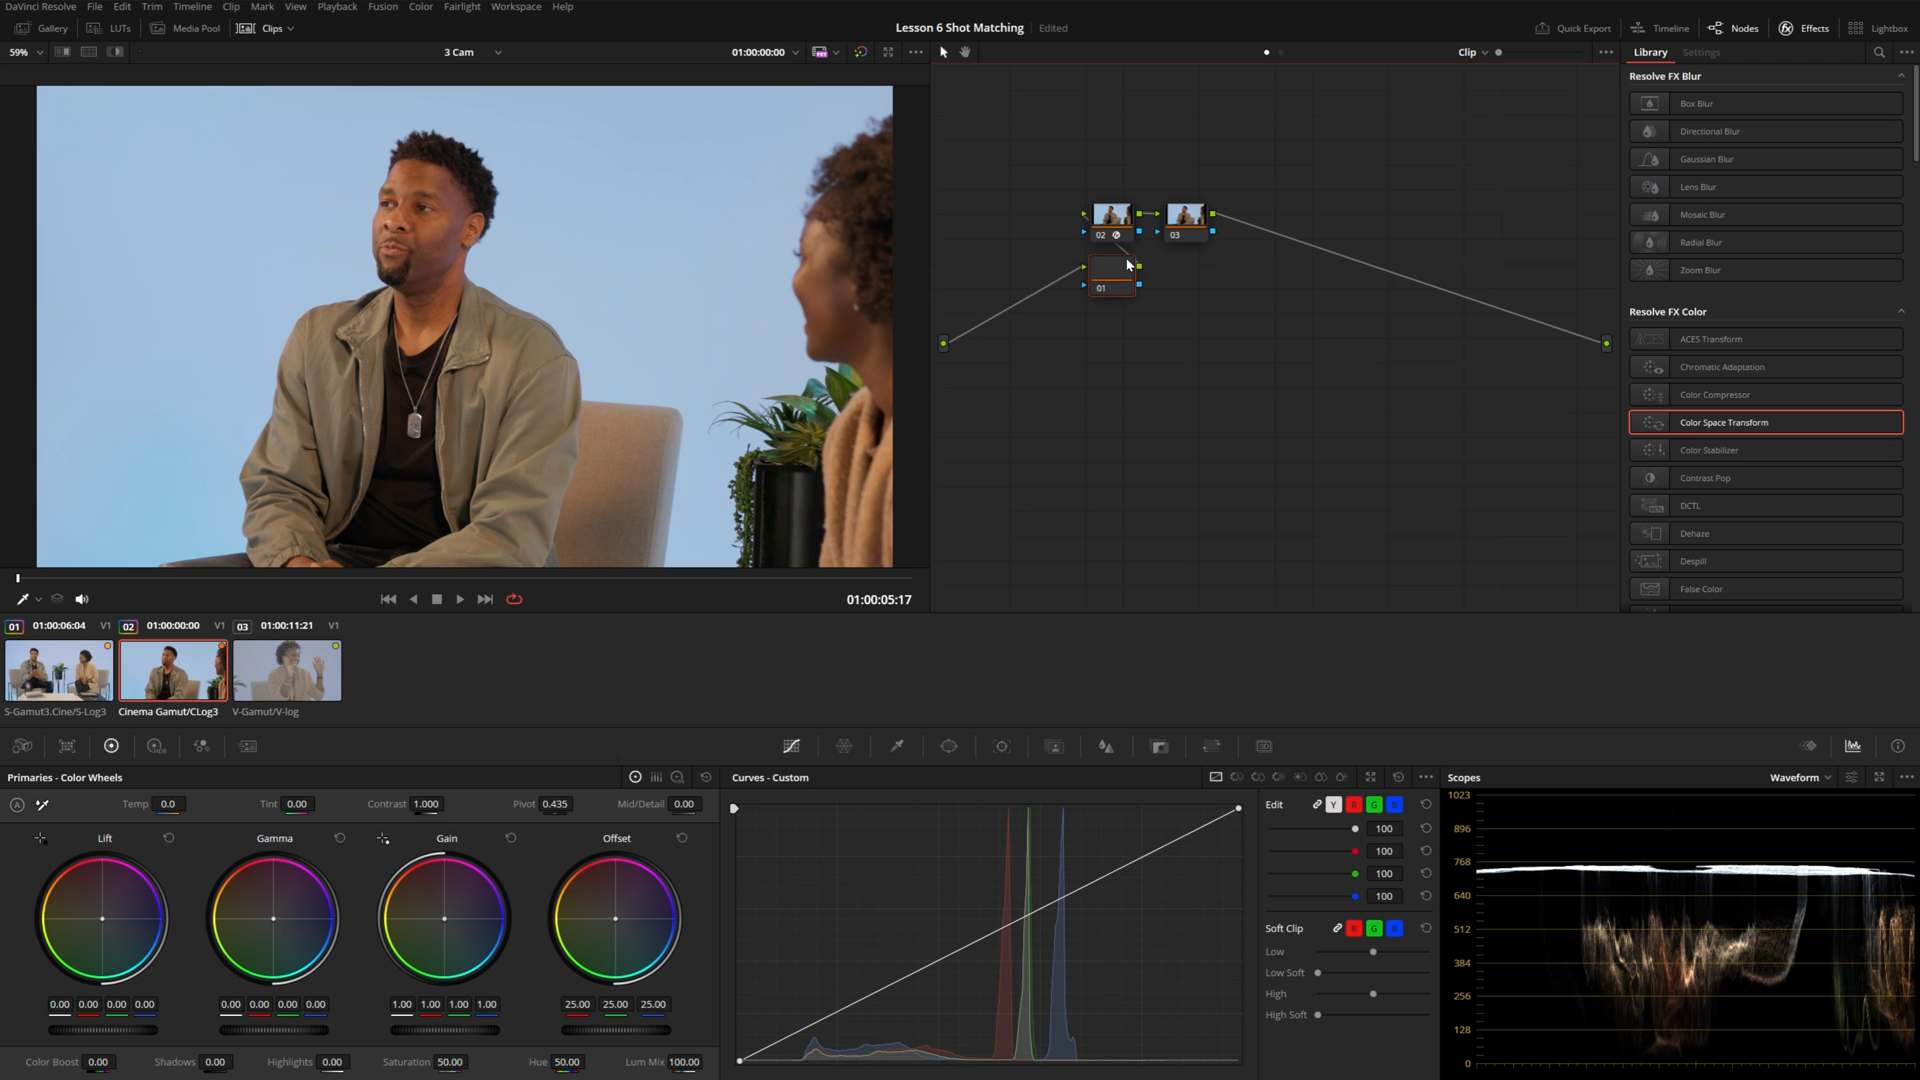 DaVinci Resolve File Edit Trim Timeline Clip Mark View Playback Fusion Color Fairlight Workspace Help
Gallery LUTs Media Pool Clips Lesson 6 Shot Matching Edited Quick Export Timeline Nodes Effects Lightbox
59% 3 Cam 01:00:00:00 Clip Library Settings
Resolve FX Blur
Box Blur
Directional Blur
Gaussian Blur
Lens Blur
Mosaic Blur
Radial Blur
Zoom Blur
Resolve FX Color
ACES Transform
Chromatic Adaptation
Color Compressor
Color Space Transform
Color Stabilizer
Contrast Pop
DCTL
Dehaze
Despill
False Color
02 03
01
01:00:05:17
01 01:00:06:04 V1 02 01:00:00:00 V1 03 01:00:11:21 V1
S-Gamut3.Cine/S-Log3 Cinema Gamut/CLog3 V-Gamut/V-log
HDR
3D
Primaries - Color Wheels
A Temp 0.0 Tint 0.00 Contrast 1.000 Pivot 0.435 Mid/Detail 0.00
Lift Gamma Gain Offset
0.00 0.00 0.00 0.00 0.00 0.00 0.00 0.00 1.00 1.00 1.00 1.00 25.00 25.00 25.00
Color Boost 0.00 Shadows 0.00 Highlights 0.00 Saturation 50.00 Hue 50.00 Lum Mix 100.00
Curves - Custom
Edit Y R G B
100
100
100
100
Soft Clip R G B
Low
Low Soft
High
High Soft
Scopes Waveform
1023
896
768
640
512
384
256
128
0